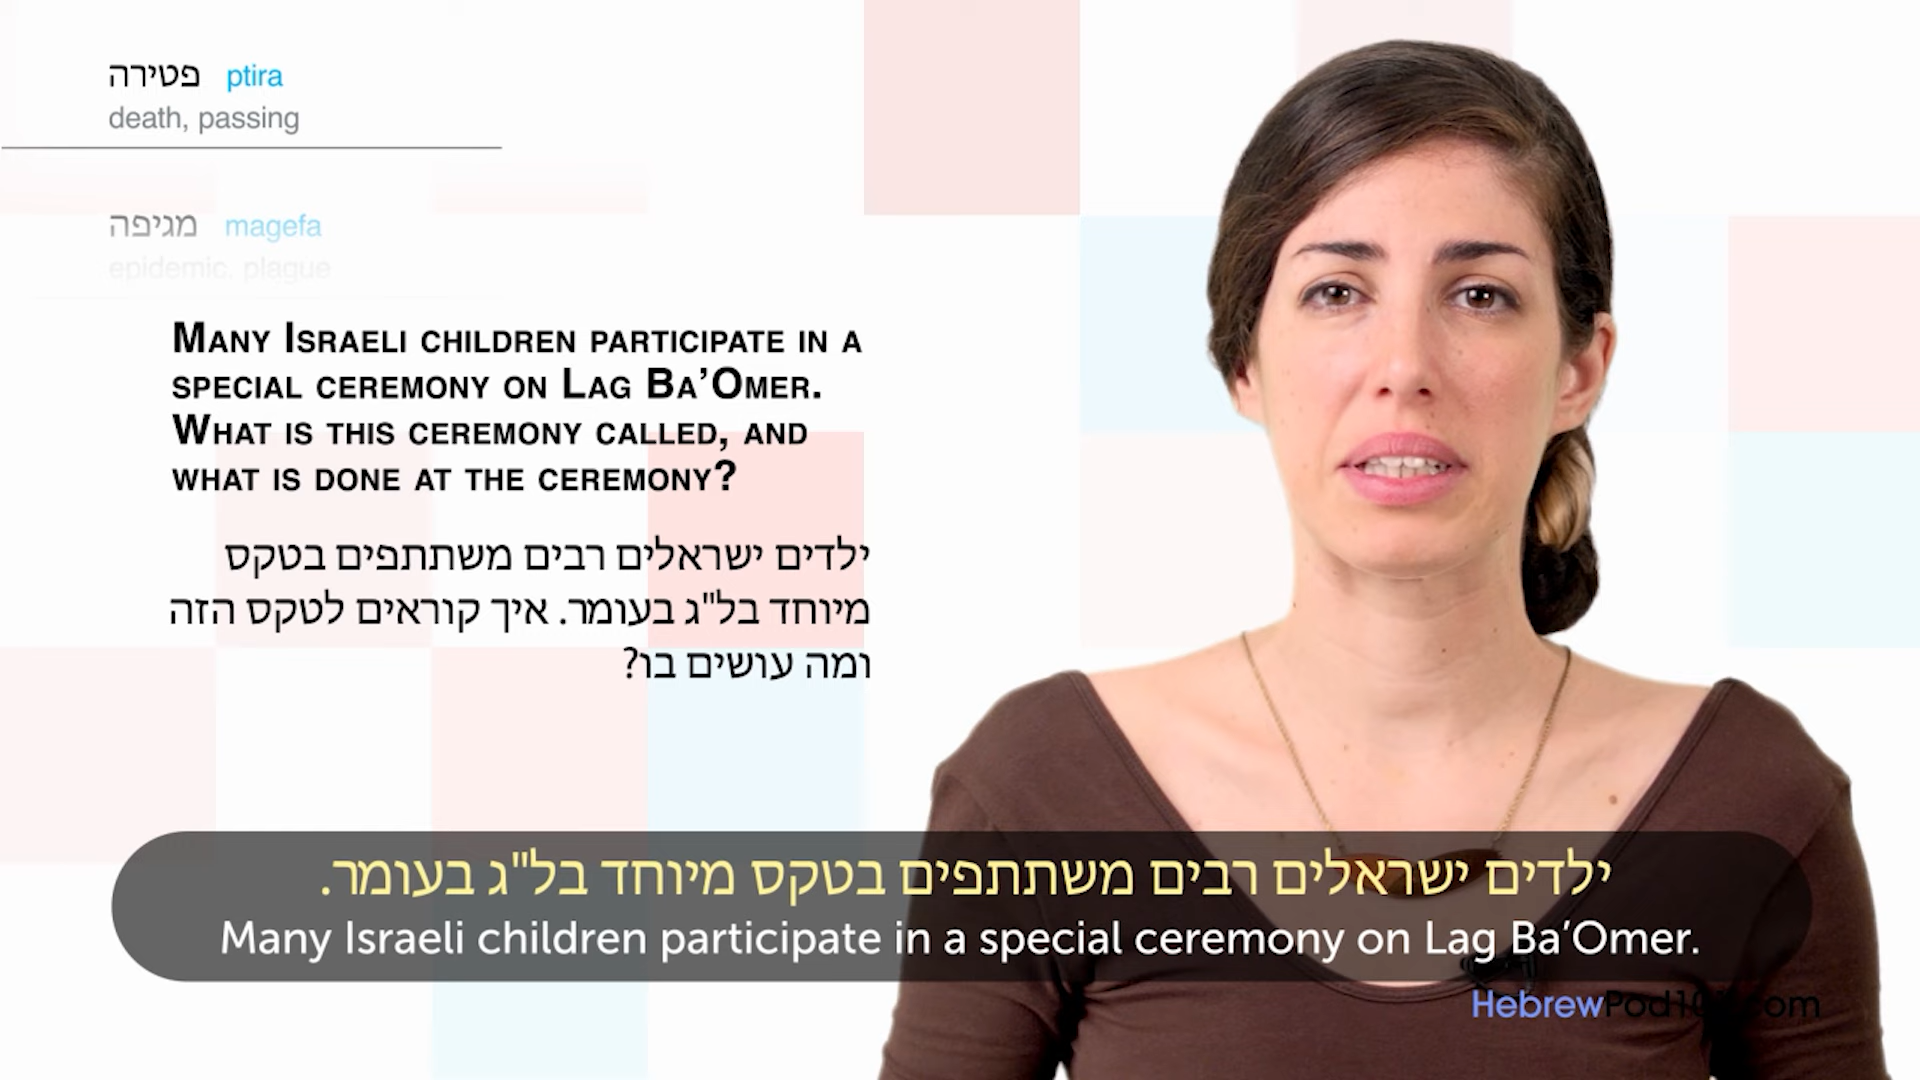 פטירה ptira
death, passing
מגיפה magefa
epidemic, plague
Many Israeli children participate in a
special ceremony on Lag Ba’Omer.
What is this ceremony called, and
what is done at the ceremony?
ילדים ישראלים רבים משתתפים בטקס
מיוחד בל"ג בעומר. איך קוראים לטקס הזה
ומה עושים בו?
ילדים ישראלים רבים משתתפים בטקס מיוחד בל"ג בעומר.
Many Israeli children participate in a special ceremony on Lag Ba’Omer.
HebrewPod101.com